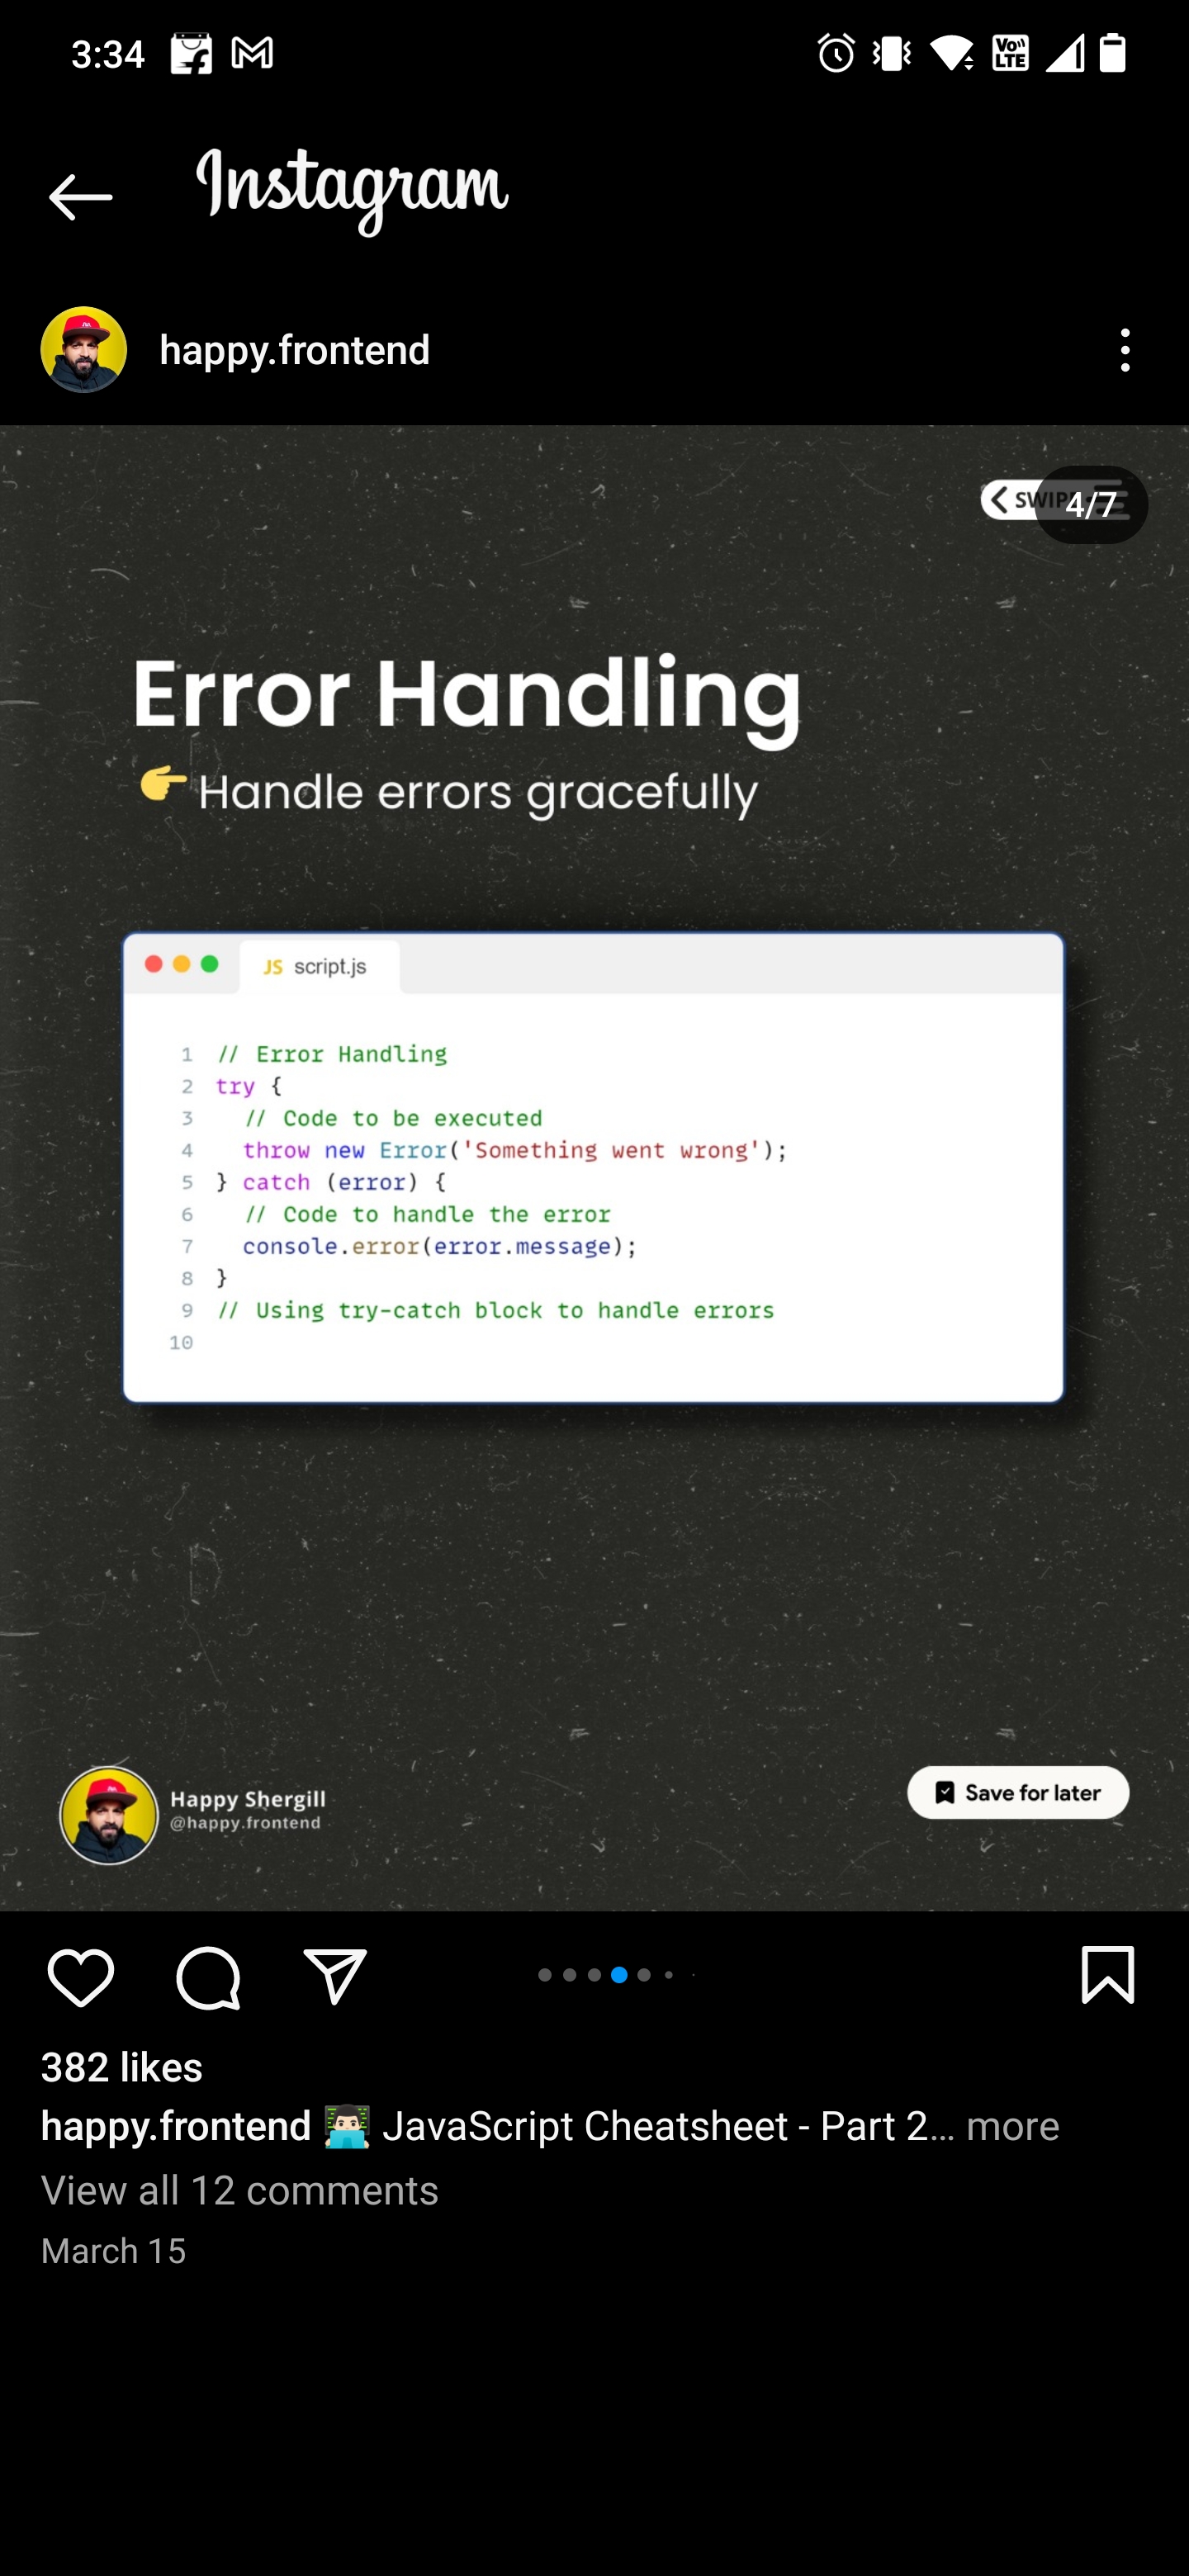 3:34
Vo)) LTE
Instagram
happy.frontend
SWIPE
4/7
Error Handling
👉Handle errors gracefully
JS script.js
1 // Error Handling
2 try {
3   // Code to be executed
4   throw new Error('Something went wrong');
5 } catch (error) {
6   // Code to handle the error
7   console.error(error.message);
8 }
9 // Using try-catch block to handle errors
10
Happy Shergill
@happy.frontend
Save for later
382 likes
happy.frontend 👨🏻‍💻 JavaScript Cheatsheet - Part 2... more
View all 12 comments
March 15